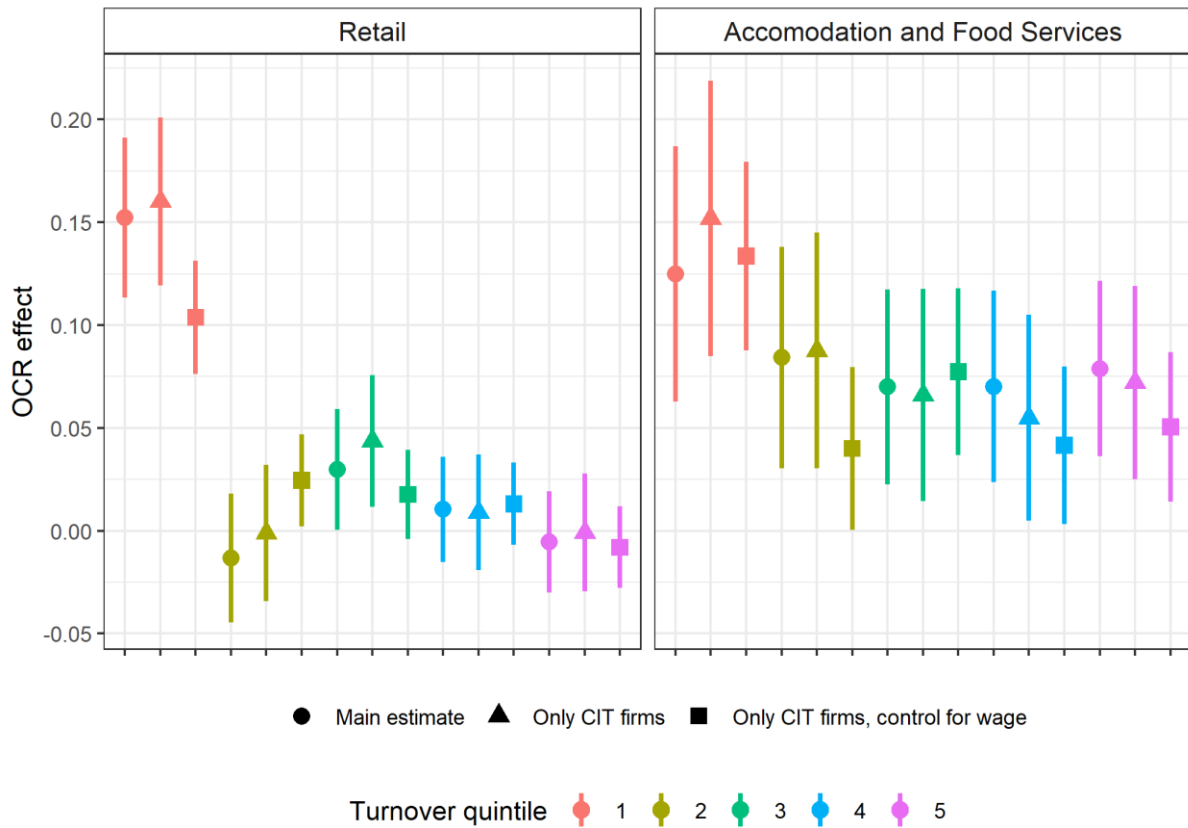 Retail
Accomodation and Food Services
OCR effect
0.20
0.15
0.10
0.05
0.00
-0.05
Main estimate Only CIT firms Only CIT firms, control for wage
Turnover quintile 1 2 3 4 5